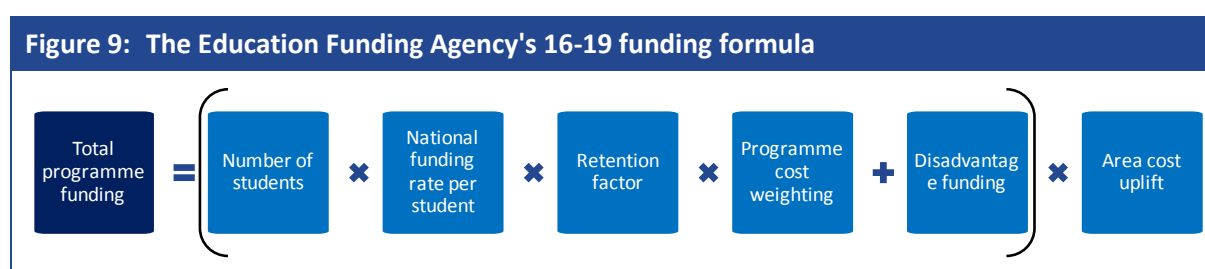 Figure 9: The Education Funding Agency's 16-19 funding formula
Total
programme
funding
=
(
Number of
students
×
National
funding
rate per
student
×
Retention
factor
×
Programme
cost
weighting
+
Disadvantag
e funding
)
×
Area cost
uplift